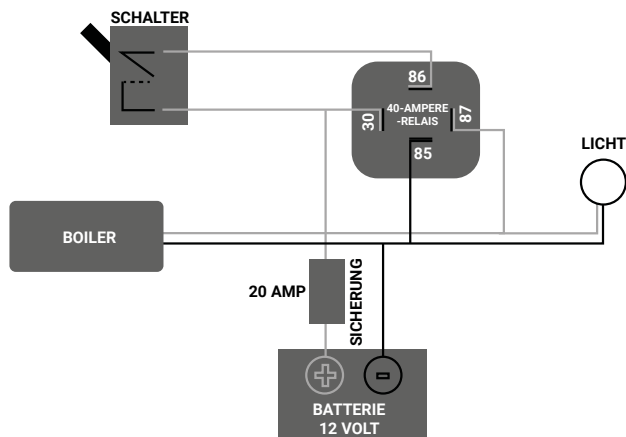 SCHALTER
86
40-AMPERE
-RELAIS
30
87
85
LICHT
BOILER
20 AMP
SICHERUNG
BATTERIE
12 VOLT